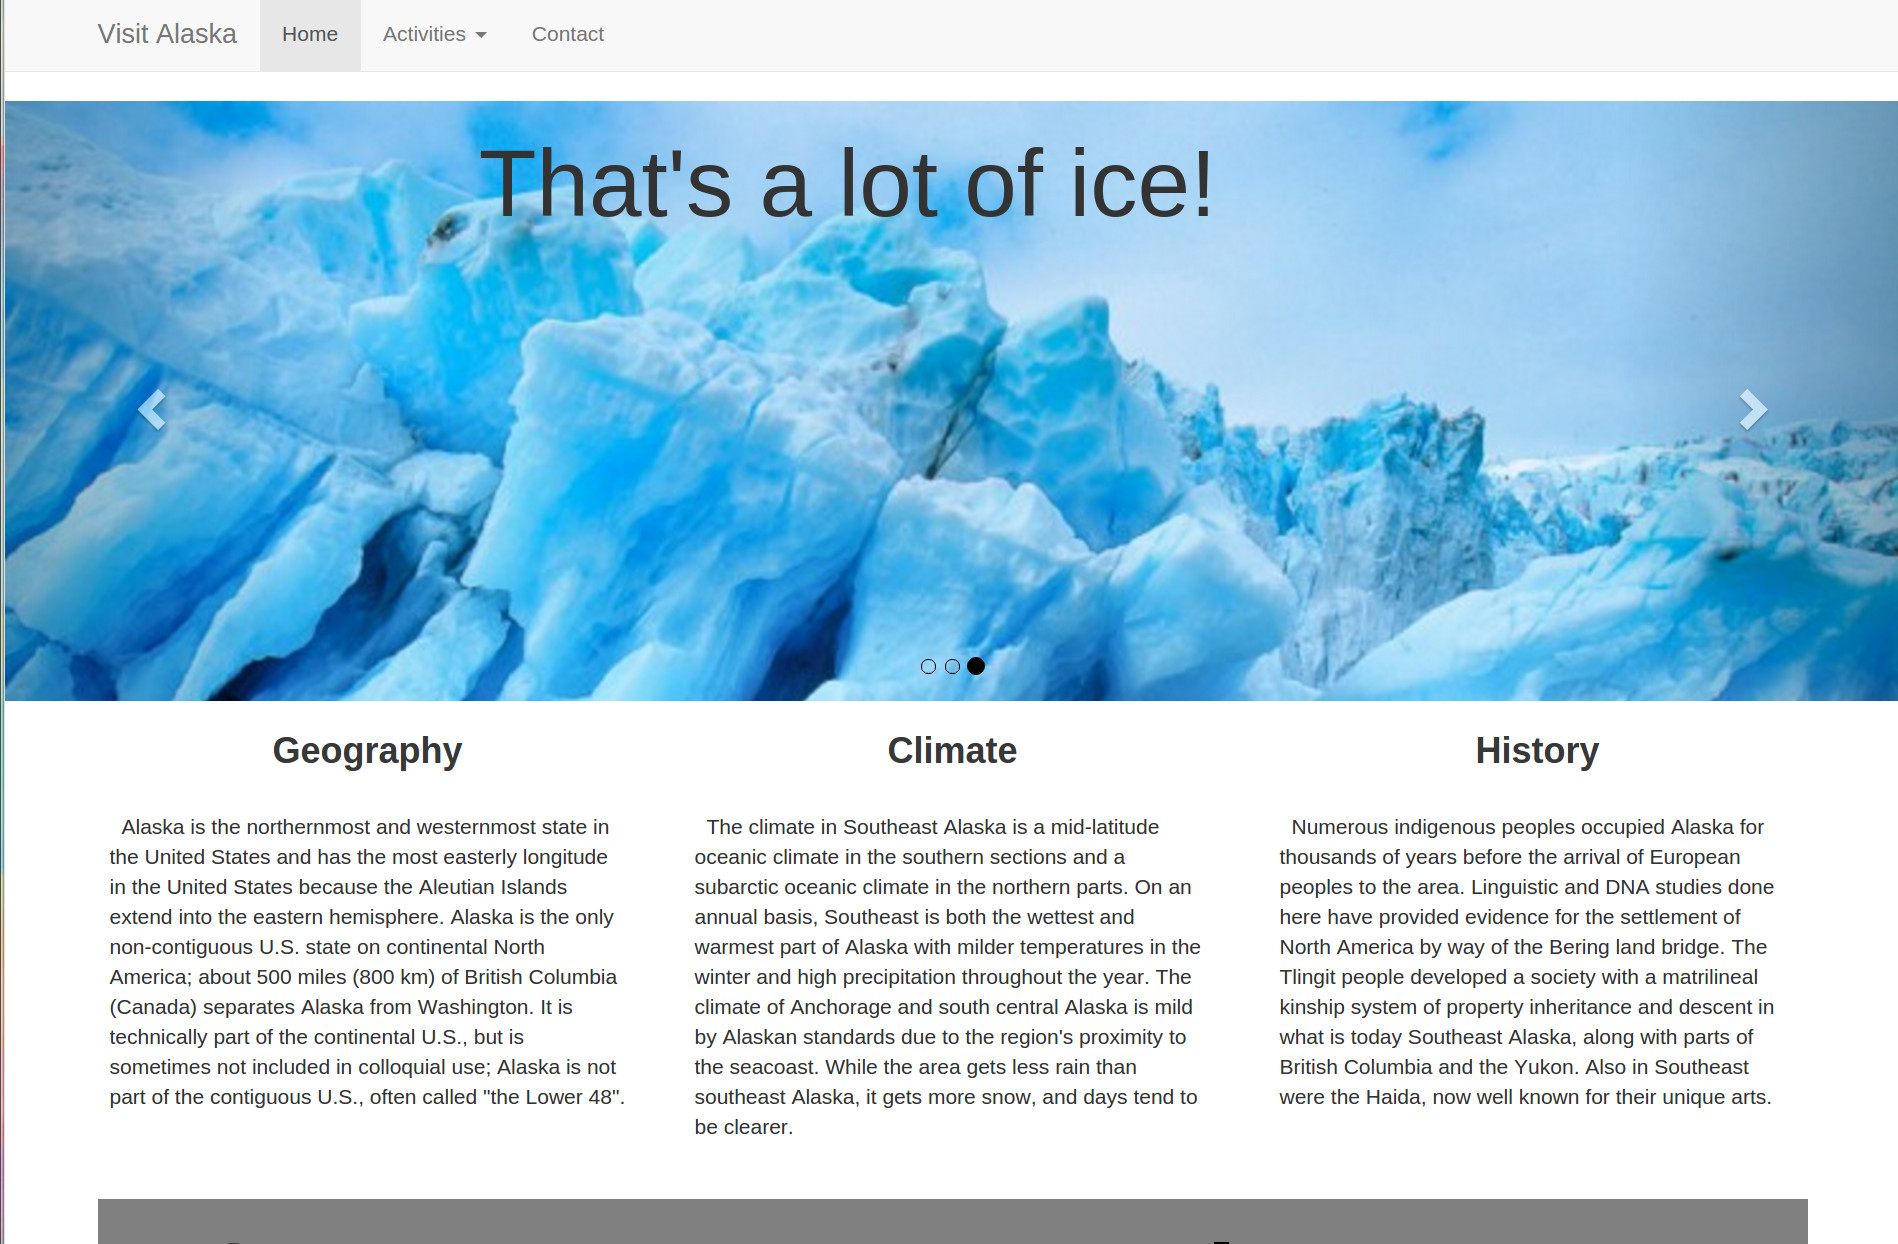 Visit Alaska Home Activities Contact
That's a lot of ice!
Geography
Alaska is the northernmost and westernmost state in
the United States and has the most easterly longitude
in the United States because the Aleutian Islands
extend into the eastern hemisphere. Alaska is the only
non-contiguous U.S. state on continental North
America; about 500 miles (800 km) of British Columbia
(Canada) separates Alaska from Washington. It is
technically part of the continental U.S., but is
sometimes not included in colloquial use; Alaska is not
part of the contiguous U.S., often called "the Lower 48".
Climate
The climate in Southeast Alaska is a mid-latitude
oceanic climate in the southern sections and a
subarctic oceanic climate in the northern parts. On an
annual basis, Southeast is both the wettest and
warmest part of Alaska with milder temperatures in the
winter and high precipitation throughout the year. The
climate of Anchorage and south central Alaska is mild
by Alaskan standards due to the region's proximity to
the seacoast. While the area gets less rain than
southeast Alaska, it gets more snow, and days tend to
be clearer.
History
Numerous indigenous peoples occupied Alaska for
thousands of years before the arrival of European
peoples to the area. Linguistic and DNA studies done
here have provided evidence for the settlement of
North America by way of the Bering land bridge. The
Tlingit people developed a society with a matrilineal
kinship system of property inheritance and descent in
what is today Southeast Alaska, along with parts of
British Columbia and the Yukon. Also in Southeast
were the Haida, now well known for their unique arts.